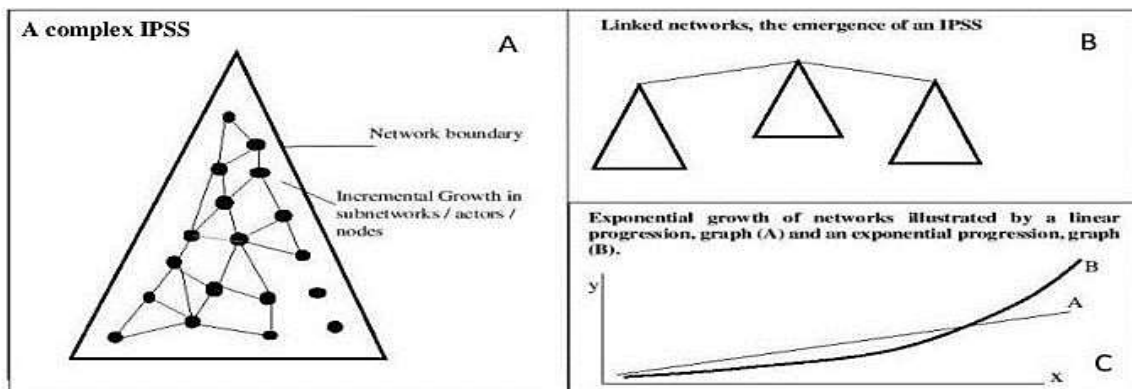 A complex IPSS
A
Network boundary
Incremental Growth in
subnetworks / actors /
nodes
Linked networks, the emergence of an IPSS
B
Exponential growth of networks illustrated by a linear
progression, graph (A) and an exponential progression, graph
(B).
B
y
A
C
x